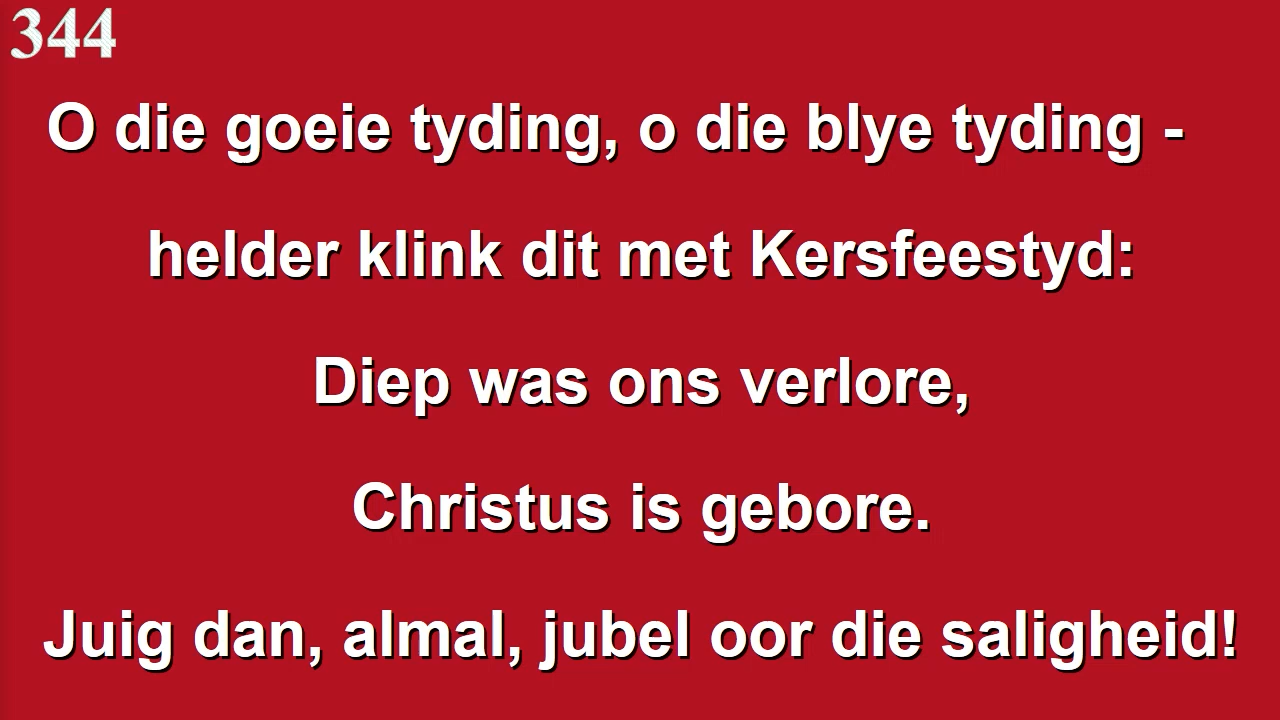 344
O die goeie tyding, o die blye tyding -
helder klink dit met Kersfeestyd:
Diep was ons verlore,
Christus is gebore.
Juig dan, almal, jubel oor die saligheid!